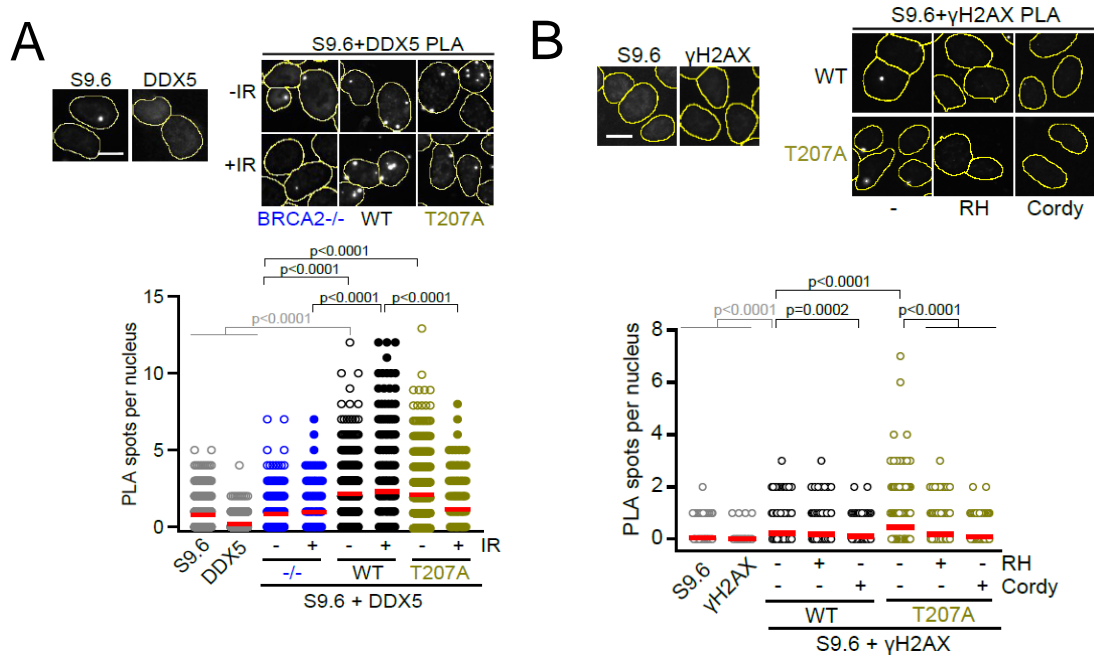 A
S9.6+DDX5 PLA
S9.6 DDX5
-IR
+IR
BRCA2-/- WT T207A
p<0.0001
p<0.0001
p<0.0001 p<0.0001
p<0.0001
PLA spots per nucleus
15
10
5
0
S9.6 DDX5 - + - + - + IR
-/- WT T207A
S9.6 + DDX5
B
S9.6+γH2AX PLA
S9.6 γH2AX
WT
T207A
- RH Cordy
p<0.0001
p<0.0001 p=0.0002 p<0.0001
PLA spots per nucleus
8
6
4
2
0
S9.6 γH2AX - + - - + - RH
- - + - - + Cordy
WT T207A
S9.6 + γH2AX